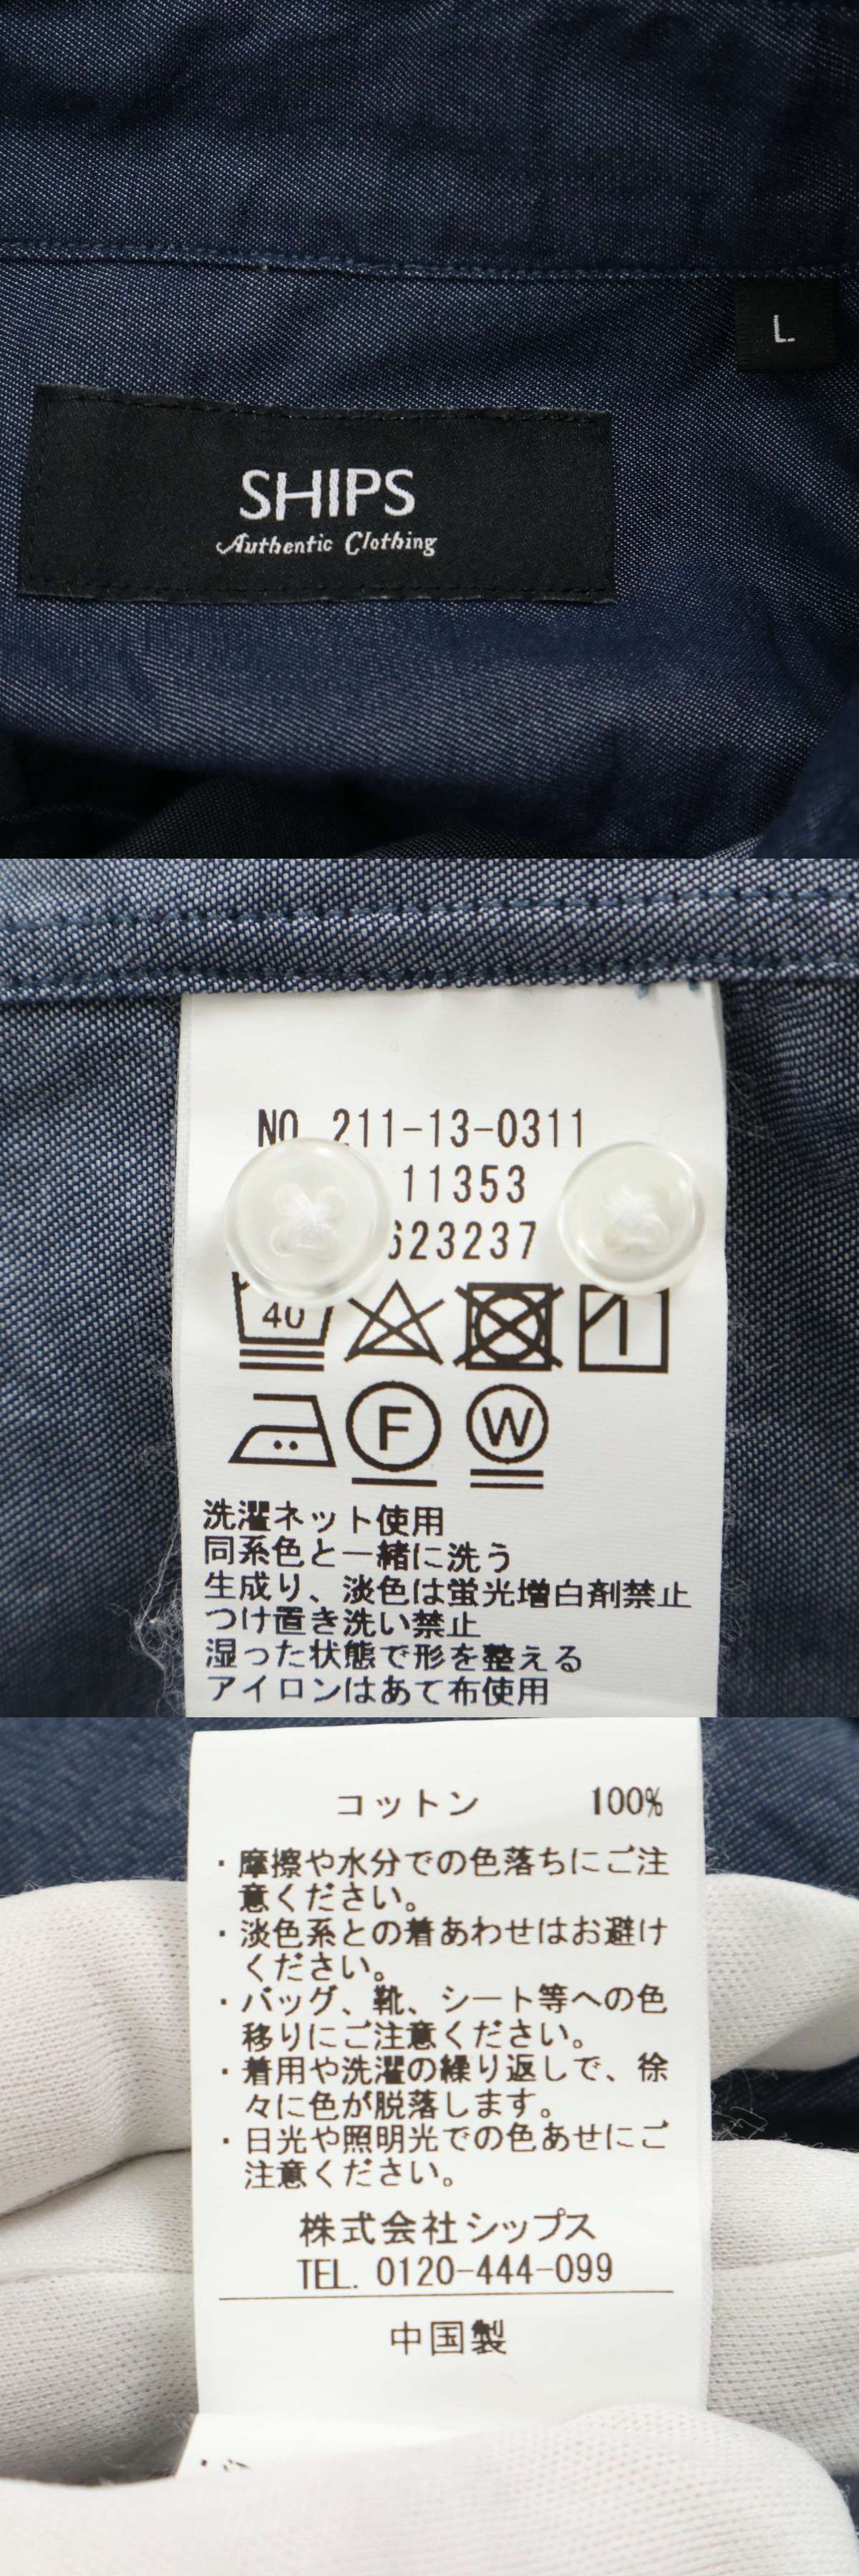 L
SHIPS
Authentic Clothing
NO. 211-13-0311
11353
623237
40
F W
洗濯ネット使用
同系色と一緒に洗う
生成り、淡色は蛍光増白剤禁止
つけ置き洗い禁止
湿った状態で形を整える
アイロンはあて布使用
コットン 100%
・摩擦や水分での色落ちにご注
意ください。
・淡色系との着あわせはお避け
ください。
・バッグ、靴、シート等への色
移りにご注意ください。
・着用や洗濯の繰り返しで、徐
々に色が脱落します。
・日光や照明光での色あせにご
注意ください。
株式会社シップス
TEL. 0120-444-099
中国製